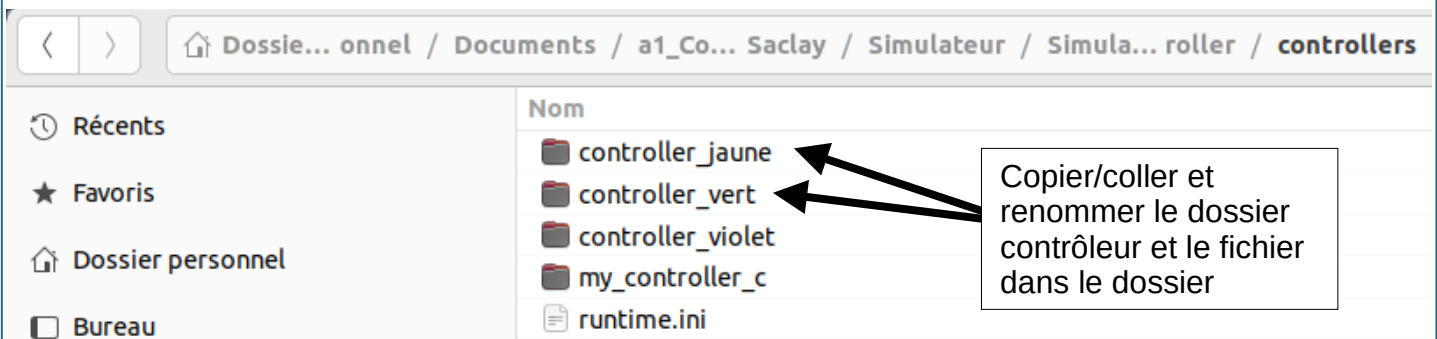 Dossie... onnel / Documents / a1_Co... Saclay / Simulateur / Simula... roller / controllers
Récents
Favoris
Dossier personnel
Bureau
Nom
controller_jaune
controller_vert
controller_violet
my_controller_c
runtime.ini
Copier/coller et
renommer le dossier
contrôleur et le fichier
dans le dossier